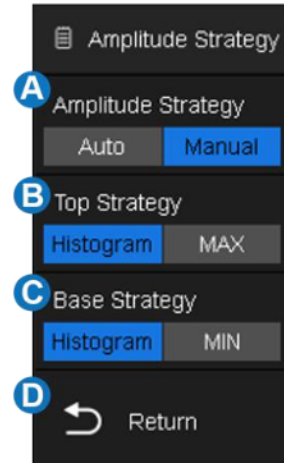 Amplitude Strategy
A
Amplitude Strategy
Auto Manual
B
Top Strategy
Histogram MAX
C
Base Strategy
Histogram MIN
D
Return